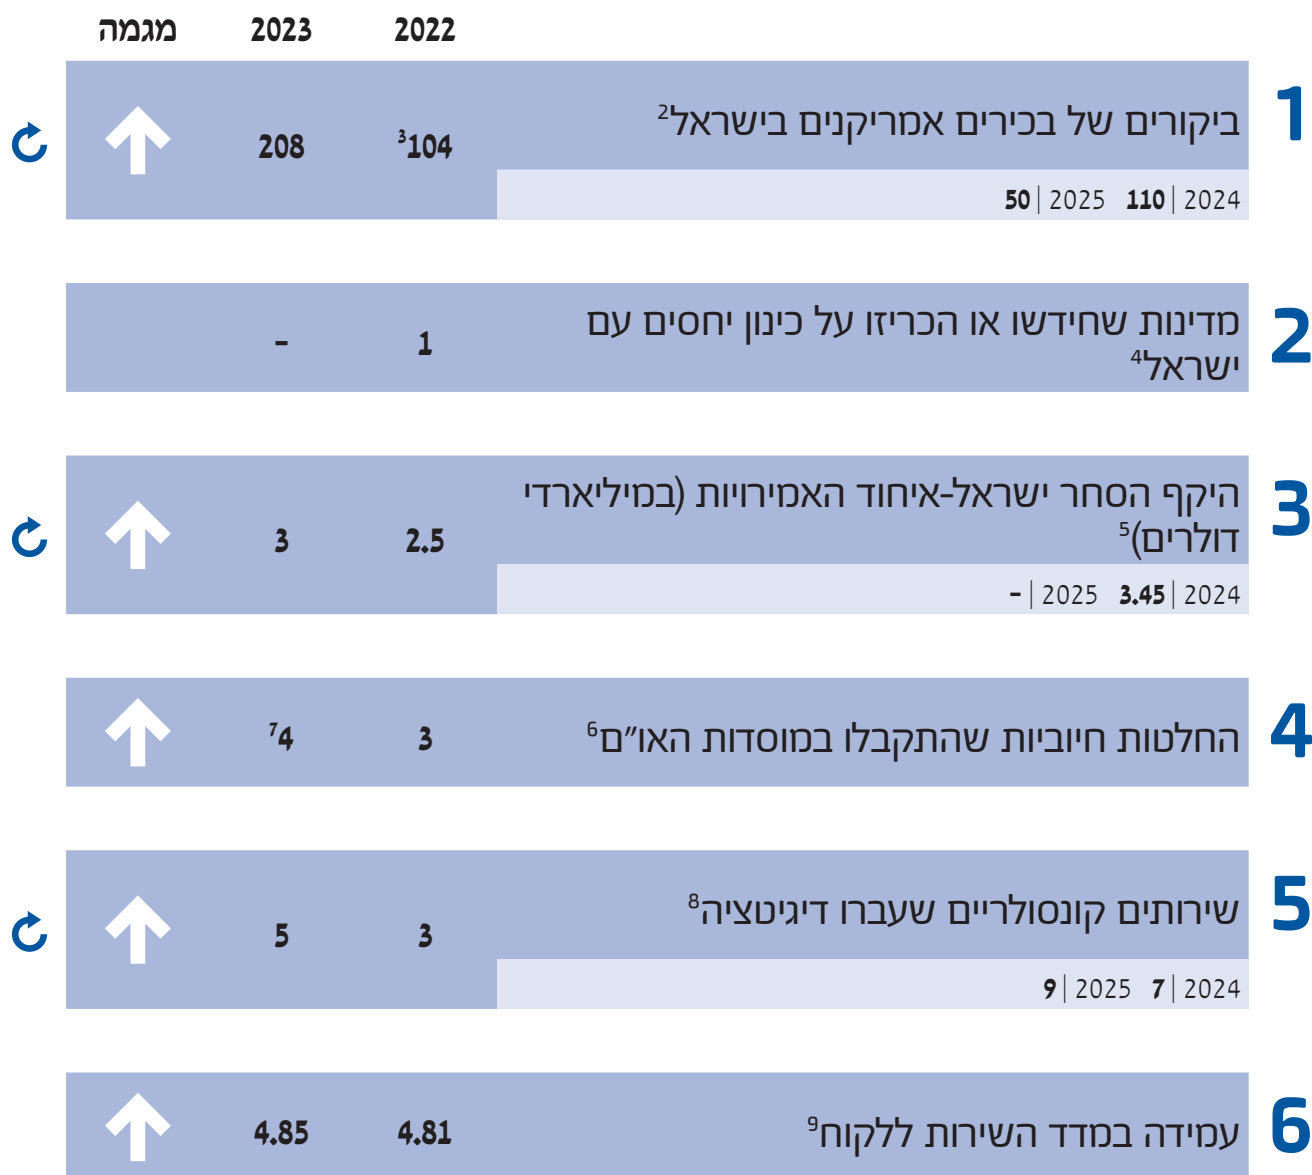 2022 2023 מגמה
1 ביקורים של בכירים אמריקנים בישראל² ³104 208
2024 | 110 2025 | 50
2 מדינות שחידשו או הכריזו על כינון יחסים עם
ישראל⁴ 1 -
3 היקף הסחר ישראל-איחוד האמירויות (במיליארדי
דולרים)⁵ 2.5 3
2024 | 3.45 2025 | -
4 החלטות חיוביות שהתקבלו במוסדות האו"ם⁶ 3 ⁷4
5 שירותים קונסולריים שעברו דיגיטציה⁸ 3 5
2024 | 7 2025 | 9
6 עמידה במדד השירות ללקוח⁹ 4.81 4.85